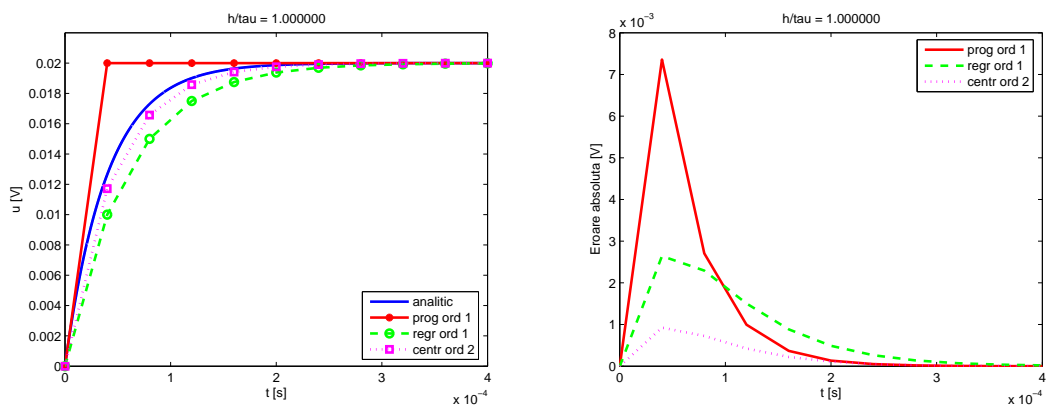 h/tau = 1.000000
u [V]
0.02
0.018
0.016
0.014
0.012
0.01
0.008
0.006
0.004
0.002
0
analitic
prog ord 1
regr ord 1
centr ord 2
0 1 2 3 4
t [s]
x 10⁻⁴
h/tau = 1.000000
x 10⁻³
Eroare absoluta [V]
8
7
6
5
4
3
2
1
0
prog ord 1
regr ord 1
centr ord 2
0 1 2 3 4
t [s]
x 10⁻⁴